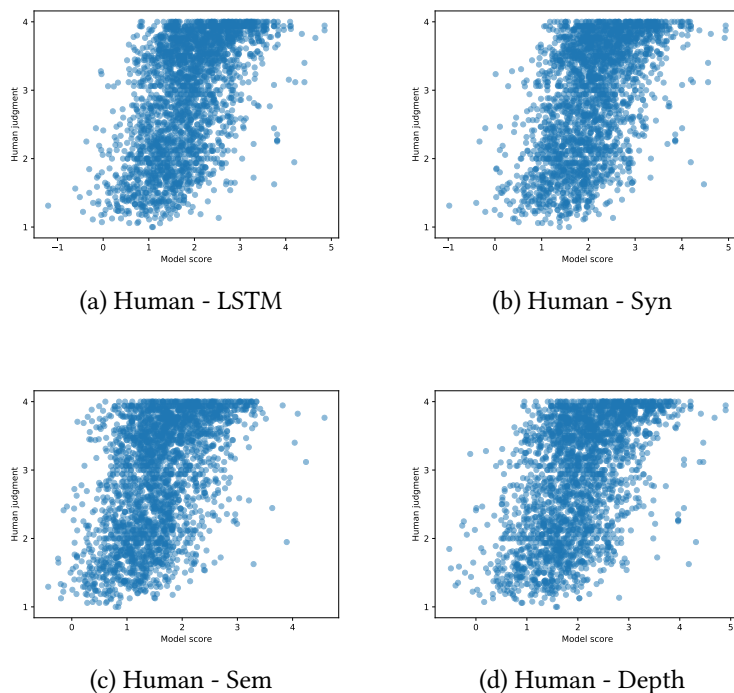 4
3
2
1
Human judgment
−1 0 1 2 3 4 5
Model score
(a) Human - LSTM
4
3
2
1
Human judgment
−1 0 1 2 3 4 5
Model score
(b) Human - Syn
4
3
2
1
Human judgment
0 1 2 3 4
Model score
(c) Human - Sem
4
3
2
1
Human judgment
0 1 2 3 4 5
Model score
(d) Human - Depth